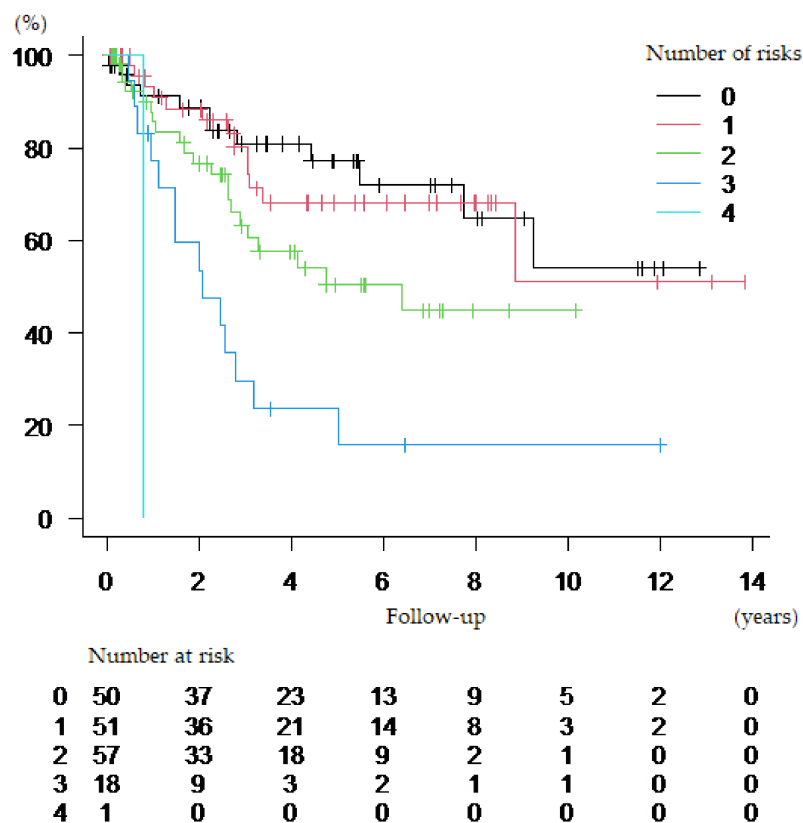 (%)
Number of risks
100
80
60
40
20
0
0
1
2
3
4
0 2 4 6 8 10 12 14
Follow-up (years)
Number at risk
0 50 37 23 13 9 5 2 0
1 51 36 21 14 8 3 2 0
2 57 33 18 9 2 1 0 0
3 18 9 3 2 1 1 0 0
4 1 0 0 0 0 0 0 0